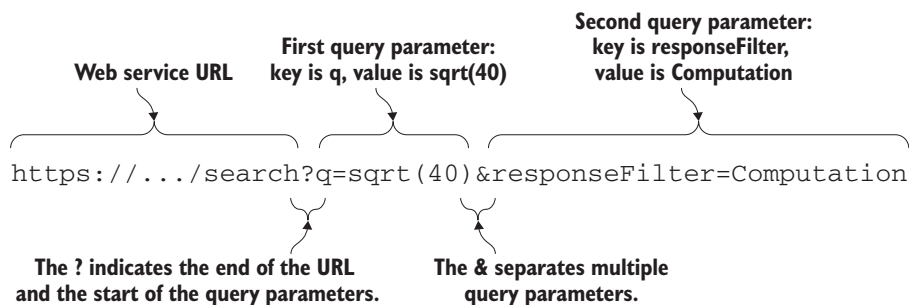 Second query parameter:
key is responseFilter,
value is Computation
First query parameter:
key is q, value is sqrt(40)
Web service URL
https://.../search?q=sqrt(40)&responseFilter=Computation
The ? indicates the end of the URL
and the start of the query parameters.
The & separates multiple
query parameters.